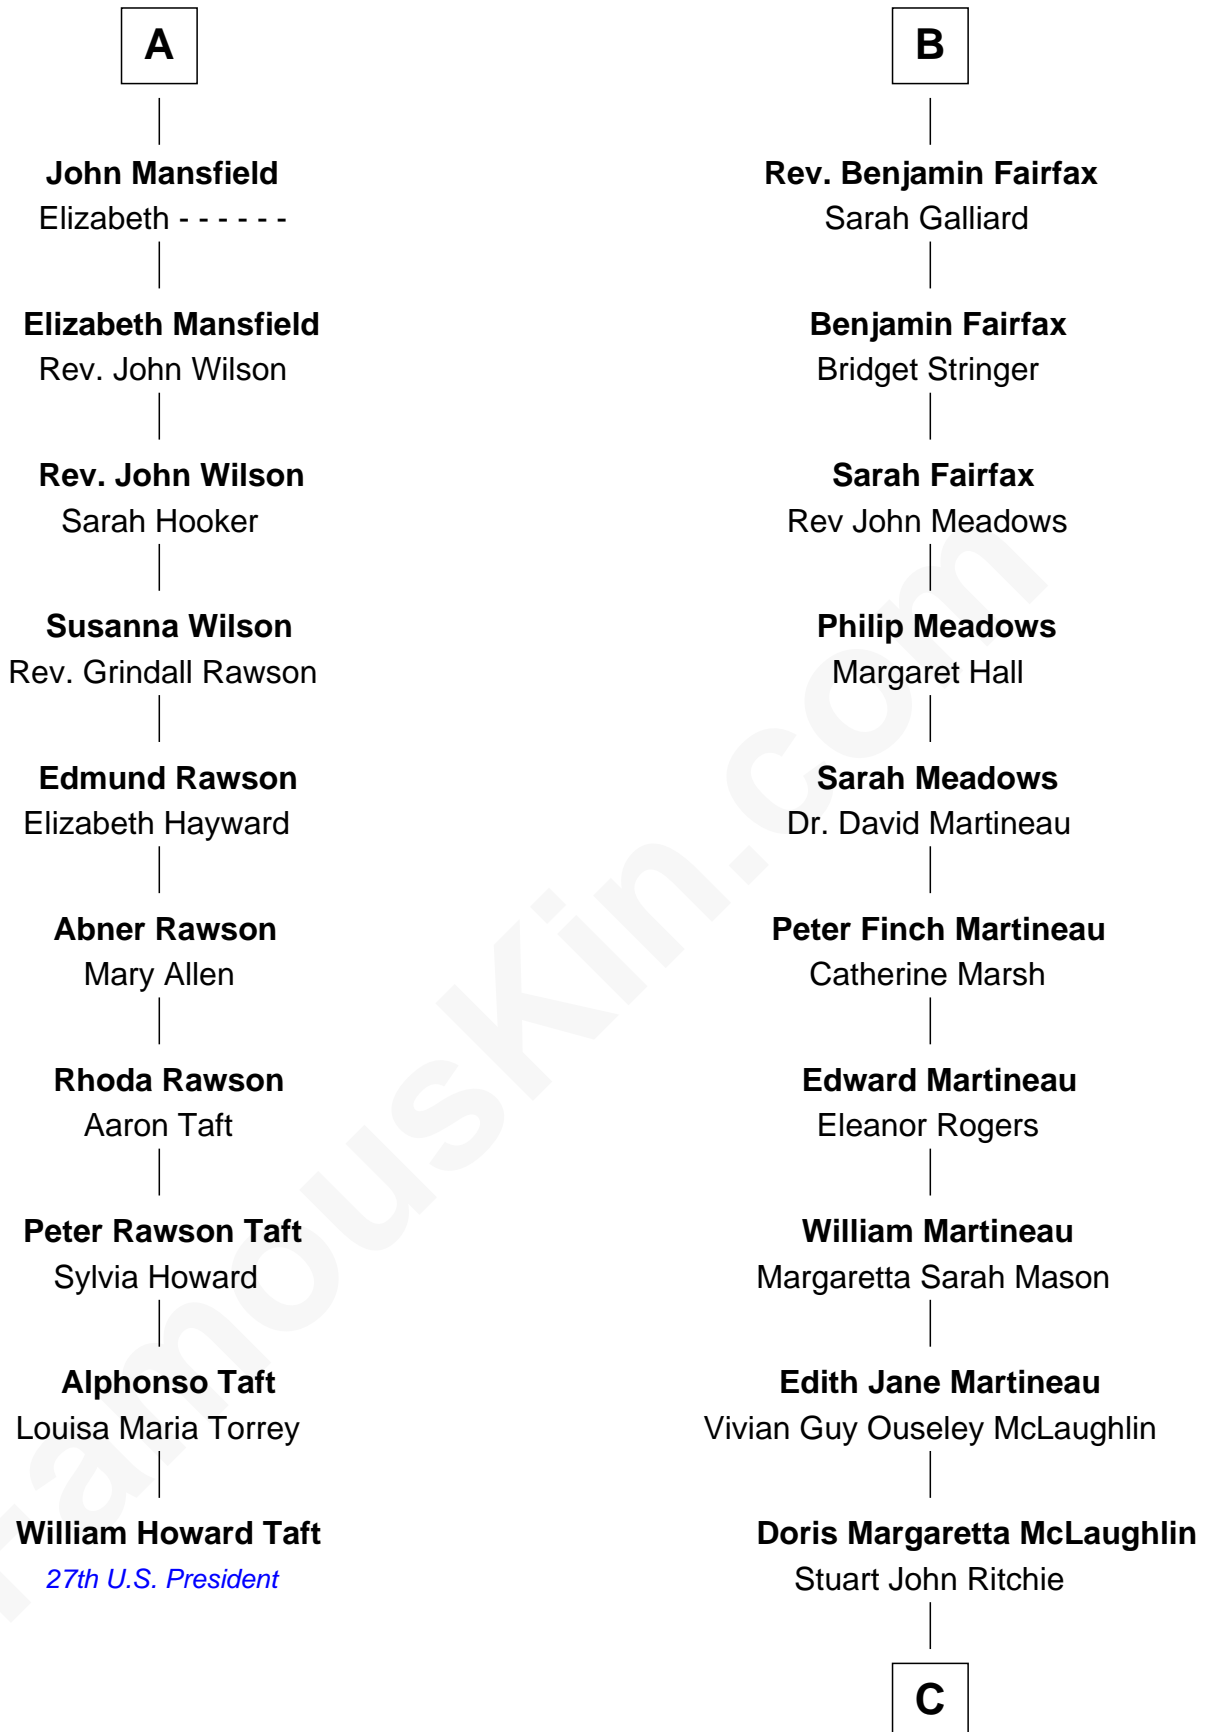 A
John Mansfield
Elizabeth - - - - - -
Elizabeth Mansfield
Rev. John Wilson
Rev. John Wilson
Sarah Hooker
Susanna Wilson
Rev. Grindall Rawson
Edmund Rawson
Elizabeth Hayward
Abner Rawson
Mary Allen
Rhoda Rawson
Aaron Taft
Peter Rawson Taft
Sylvia Howard
Alphonso Taft
Louisa Maria Torrey
William Howard Taft
27th U.S. President
B
Rev. Benjamin Fairfax
Sarah Galliard
Benjamin Fairfax
Bridget Stringer
Sarah Fairfax
Rev John Meadows
Philip Meadows
Margaret Hall
Sarah Meadows
Dr. David Martineau
Peter Finch Martineau
Catherine Marsh
Edward Martineau
Eleanor Rogers
William Martineau
Margaretta Sarah Mason
Edith Jane Martineau
Vivian Guy Ouseley McLaughlin
Doris Margaretta McLaughlin
Stuart John Ritchie
C
FamousKin.com